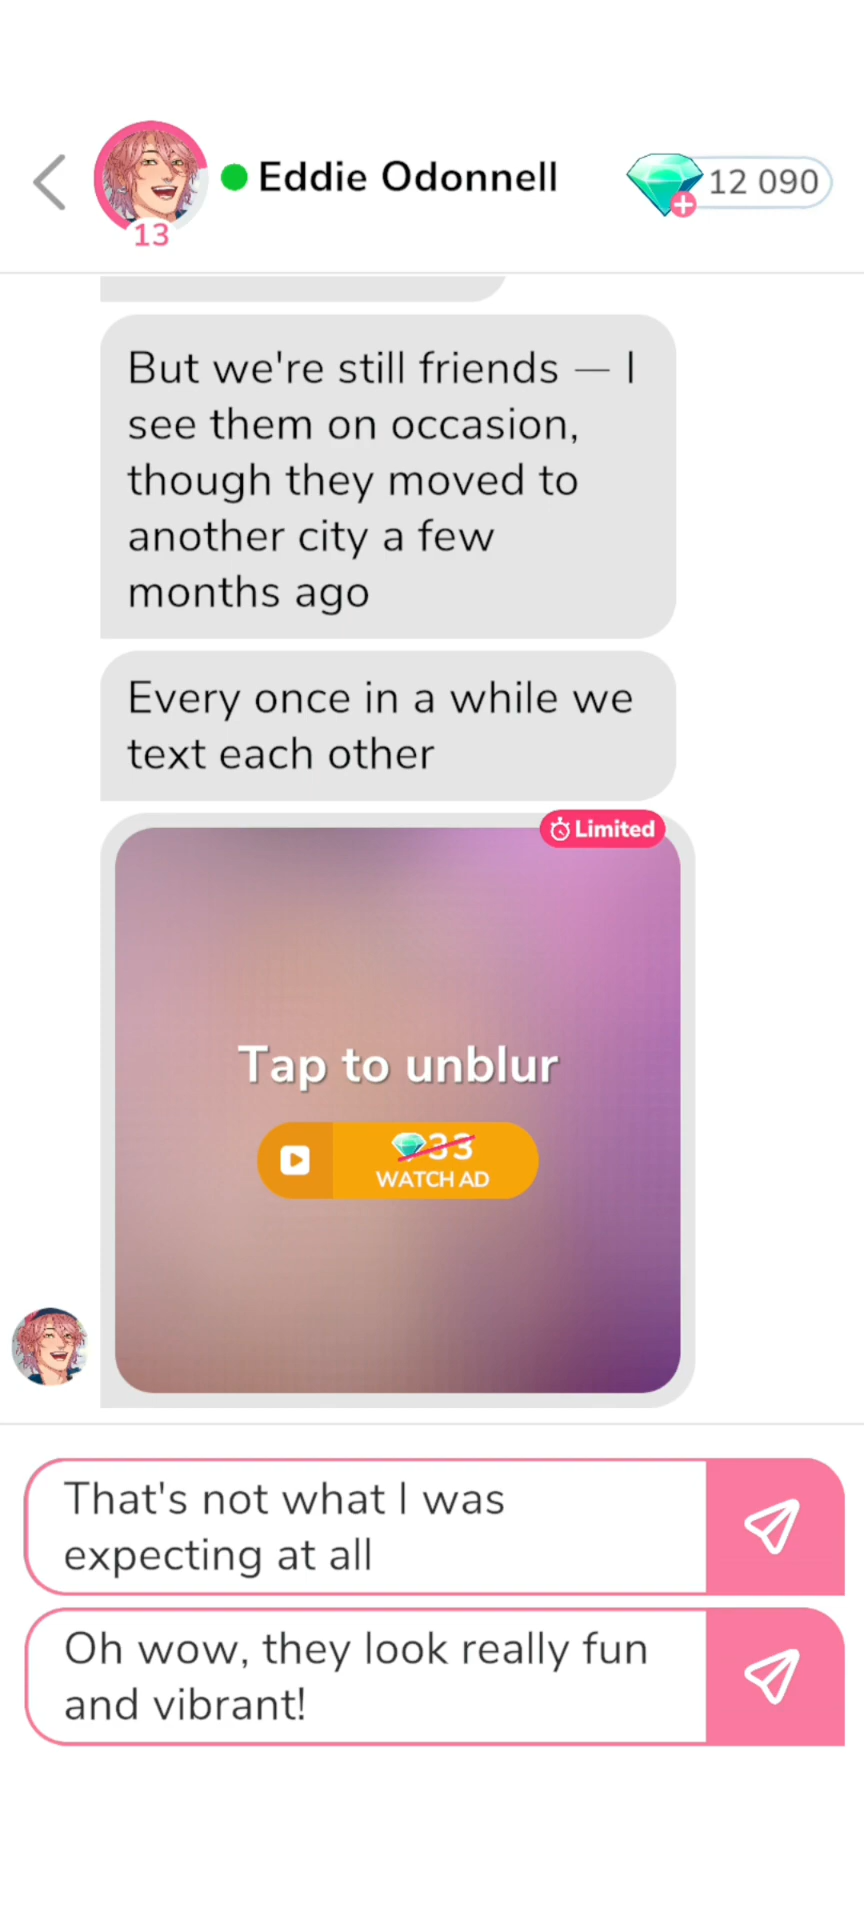 Eddie Odonnell
12 090
13
But we're still friends — I
see them on occasion,
though they moved to
another city a few
months ago
Every once in a while we
text each other
Limited
Tap to unblur
33
WATCH AD
That's not what I was
expecting at all
Oh wow, they look really fun
and vibrant!